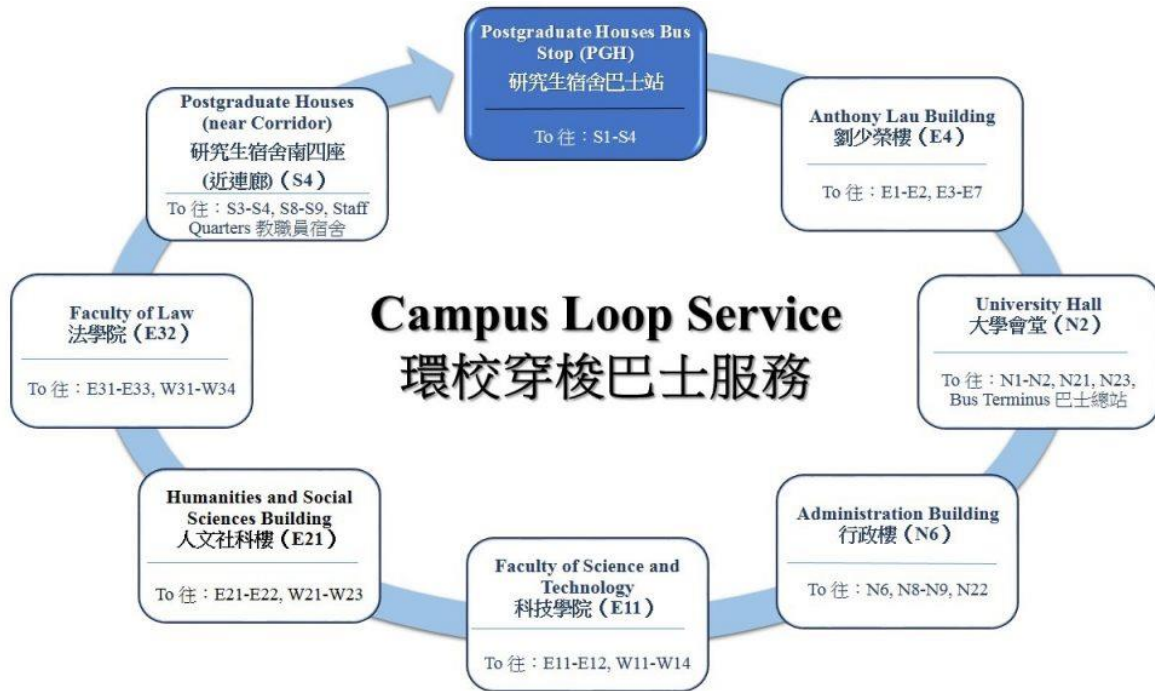 Postgraduate Houses Bus
Stop (PGH)
研究生宿舍巴士站
To 往：S1-S4
Anthony Lau Building
劉少榮樓（E4）
To 往：E1-E2, E3-E7
University Hall
大學會堂（N2）
To 往：N1-N2, N21, N23,
Bus Terminus 巴士總站
Administration Building
行政樓（N6）
To 往：N6, N8-N9, N22
Faculty of Science and
Technology
科技學院（E11）
To 往：E11-E12, W11-W14
Humanities and Social
Sciences Building
人文社科樓（E21）
To 往：E21-E22, W21-W23
Faculty of Law
法學院（E32）
To 往：E31-E33, W31-W34
Postgraduate Houses
(near Corridor)
研究生宿舍南四座
(近連廊)（S4）
To 往：S3-S4, S8-S9, Staff
Quarters 教職員宿舍
Campus Loop Service
環校穿梭巴士服務